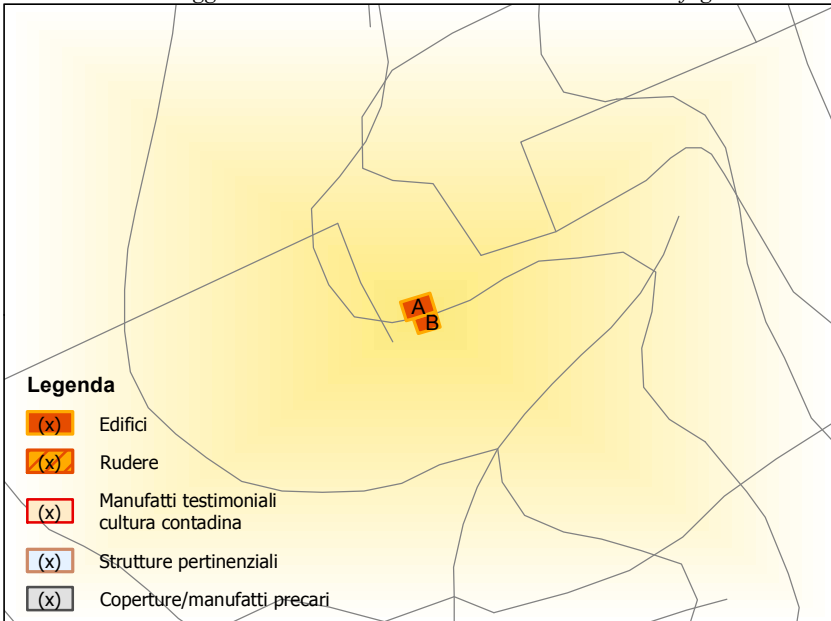 A
B
Legenda
(x) Edifici
(x) Rudere
(x) Manufatti testimoniali
cultura contadina
(x) Strutture pertinenziali
(x) Coperture/manufatti precari